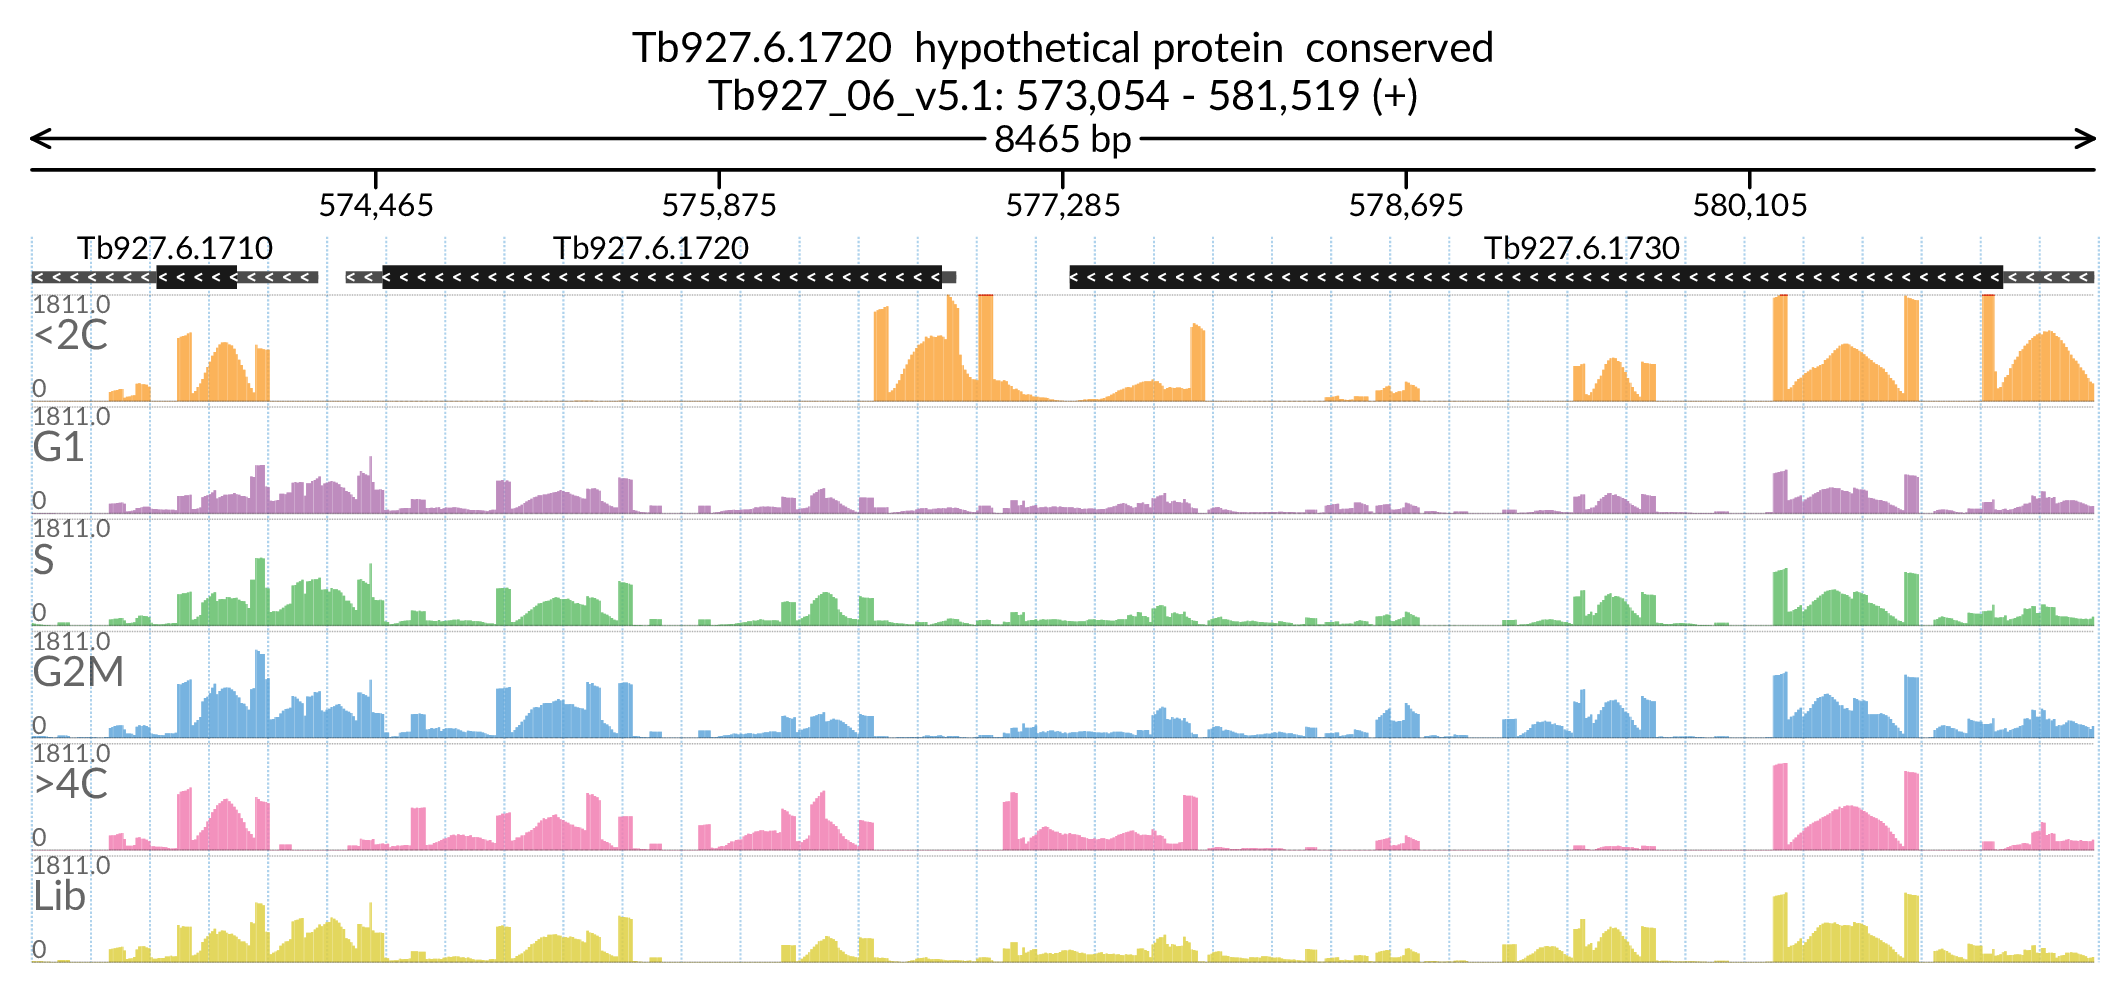 Tb927.6.1720  hypothetical protein  conserved
Tb927_06_v5.1: 573,054 - 581,519 (+)
8465 bp
574,465 575,875 577,285 578,695 580,105
Tb927.6.1710 Tb927.6.1720 Tb927.6.1730
1811.0
<2C
0
1811.0
G1
0
1811.0
S
0
1811.0
G2M
0
1811.0
>4C
0
1811.0
Lib
0